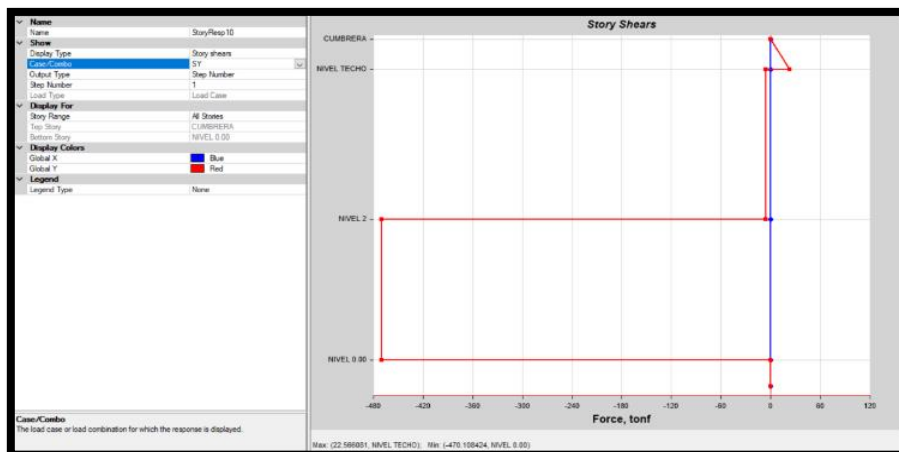 Name
Name StoryResp10
Show
Display Type Story shears
Case/Combo SY
Output Type Step Number
Step Number 1
Load Type Load Case
Display For
Story Range All Stories
Top Story CUMBRERA
Bottom Story NIVEL 0.00
Display Colors
Global X Blue
Global Y Red
Legend
Legend Type None
Case/Combo
The load case or load combination for which the response is displayed.
Story Shears
CUMBRERA
NIVEL TECHO
NIVEL 2
NIVEL 0.00
-480 -420 -360 -300 -240 -180 -120 -60 0 60 120
Force, tonf
Max: (22.566081, NIVEL TECHO); Min: (-470.108424, NIVEL 0.00)